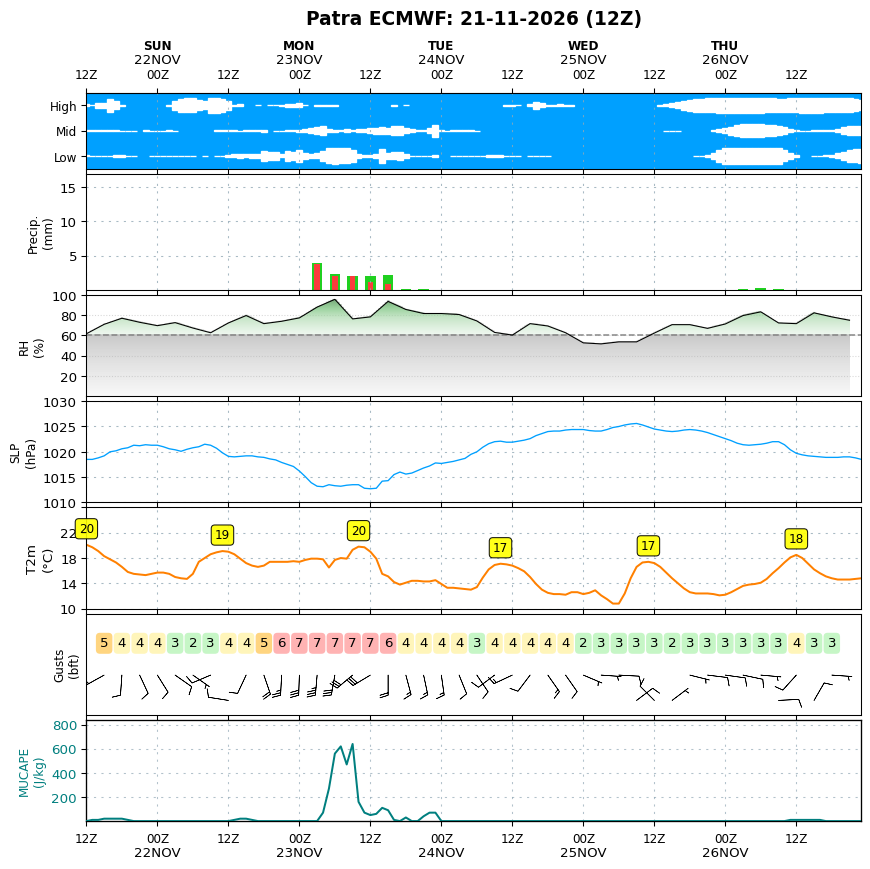 Patra ECMWF: 21-11-2026 (12Z)
SUN MON TUE WED THU
22NOV 23NOV 24NOV 25NOV 26NOV
12Z 00Z 12Z 00Z 12Z 00Z 12Z 00Z 12Z 00Z 12Z
High
Mid
Low
15
10
5
Precip.
(mm)
100
80
60
40
20
RH
(%)
1030
1025
1020
1015
1010
SLP
(hPa)
22
18
14
10
T2m
(°C)
20 19 20 17 17 18
Gusts
(bft)
5 4 4 4 3 2 3 4 4 5 6 7 7 7 7 7 6 4 4 4 4 3 4 4 4 4 4 2 3 3 3 3 2 3 3 3 3 3 3 4 3 3
800
600
400
200
MUCAPE
(J/kg)
12Z 00Z 12Z 00Z 12Z 00Z 12Z 00Z 12Z 00Z 12Z
22NOV 23NOV 24NOV 25NOV 26NOV